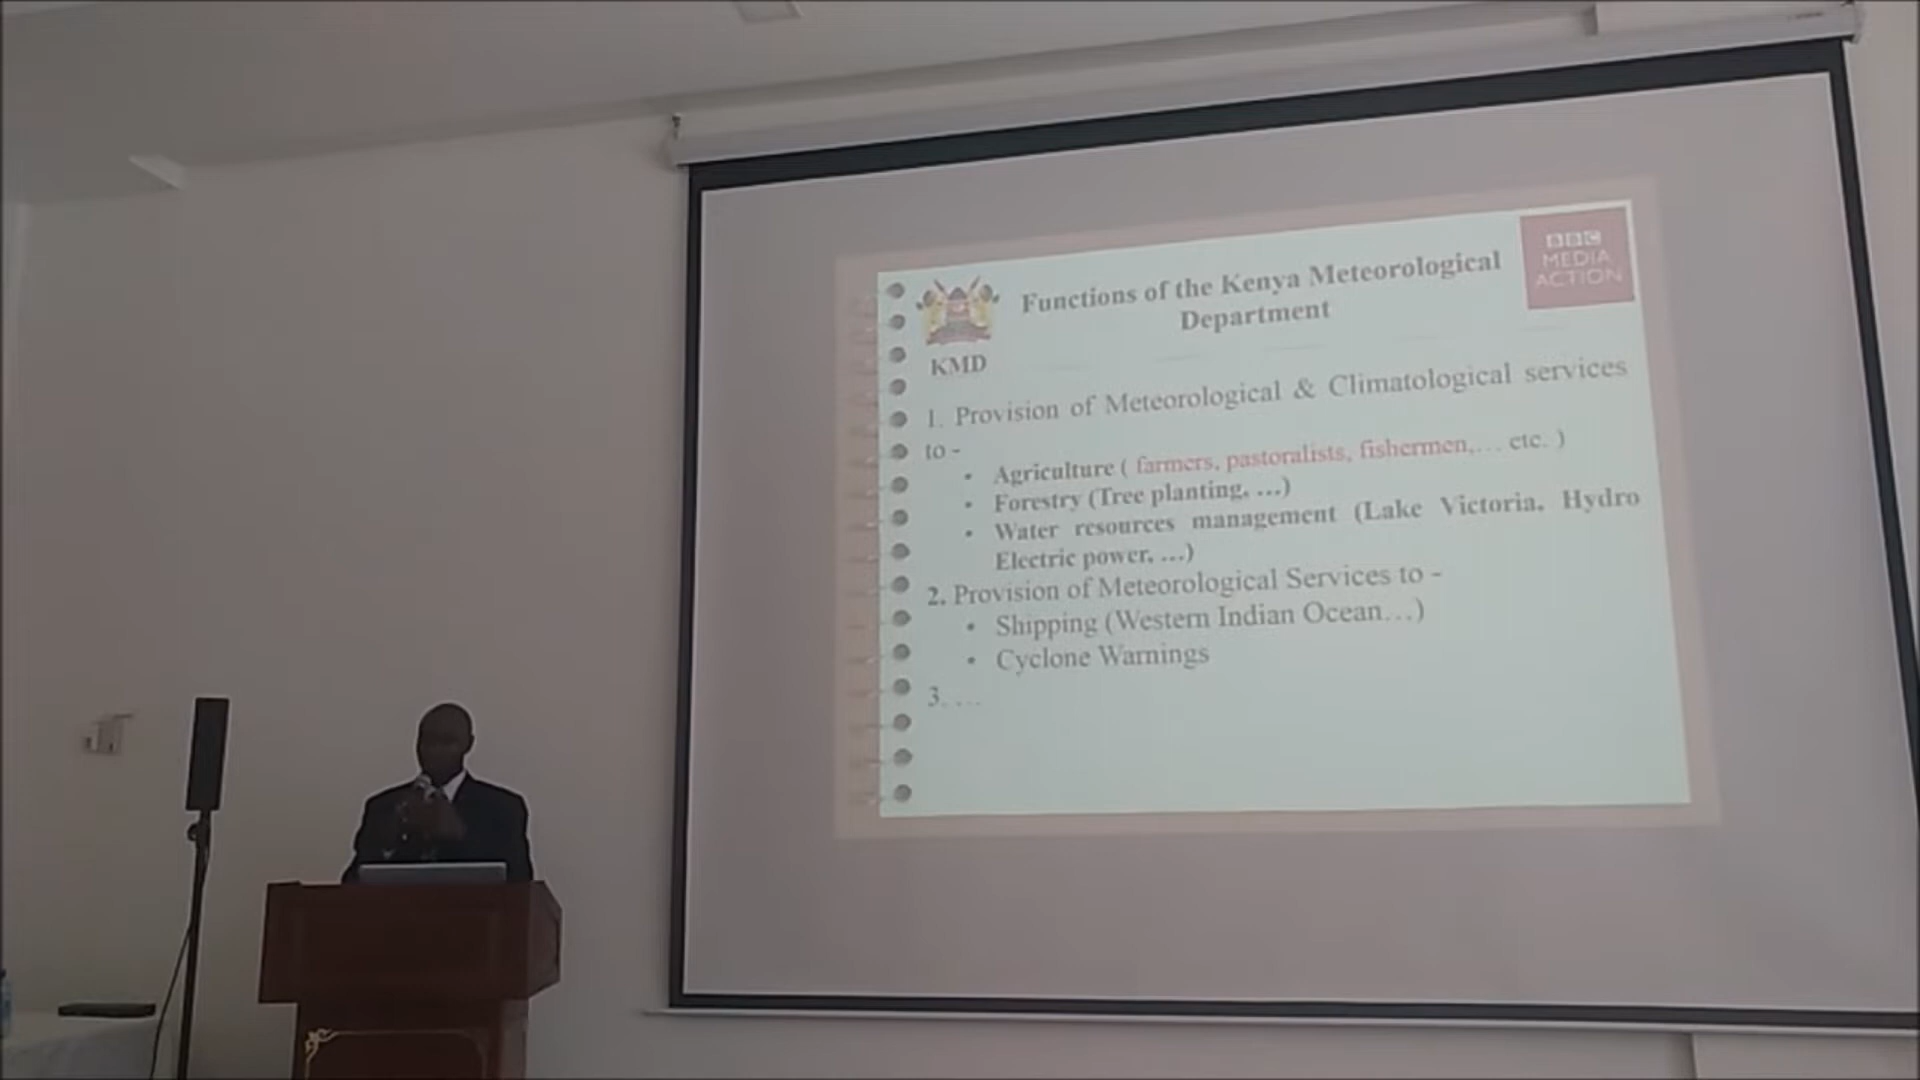 Functions of the Kenya Meteorological
Department
BBC
MEDIA
ACTION
KMD
1. Provision of Meteorological & Climatological services
to -
• Agriculture ( farmers, pastoralists, fishermen,… etc. )
• Forestry (Tree planting, …)
• Water resources management (Lake Victoria, Hydro
Electric power, …)
2. Provision of Meteorological Services to -
• Shipping (Western Indian Ocean…)
• Cyclone Warnings
3. …